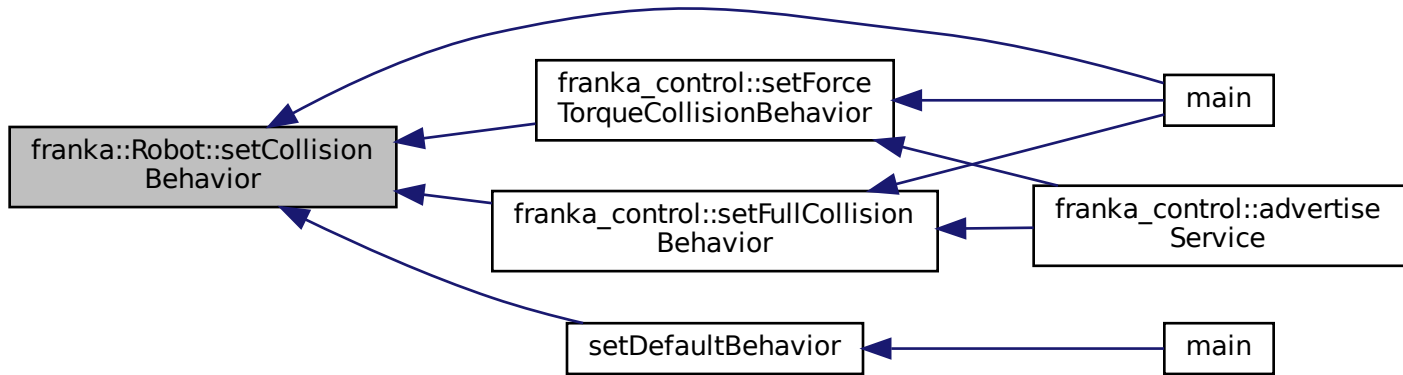 franka::Robot::setCollision
Behavior
franka_control::setForce
TorqueCollisionBehavior
franka_control::setFullCollision
Behavior
setDefaultBehavior
main
franka_control::advertise
Service
main